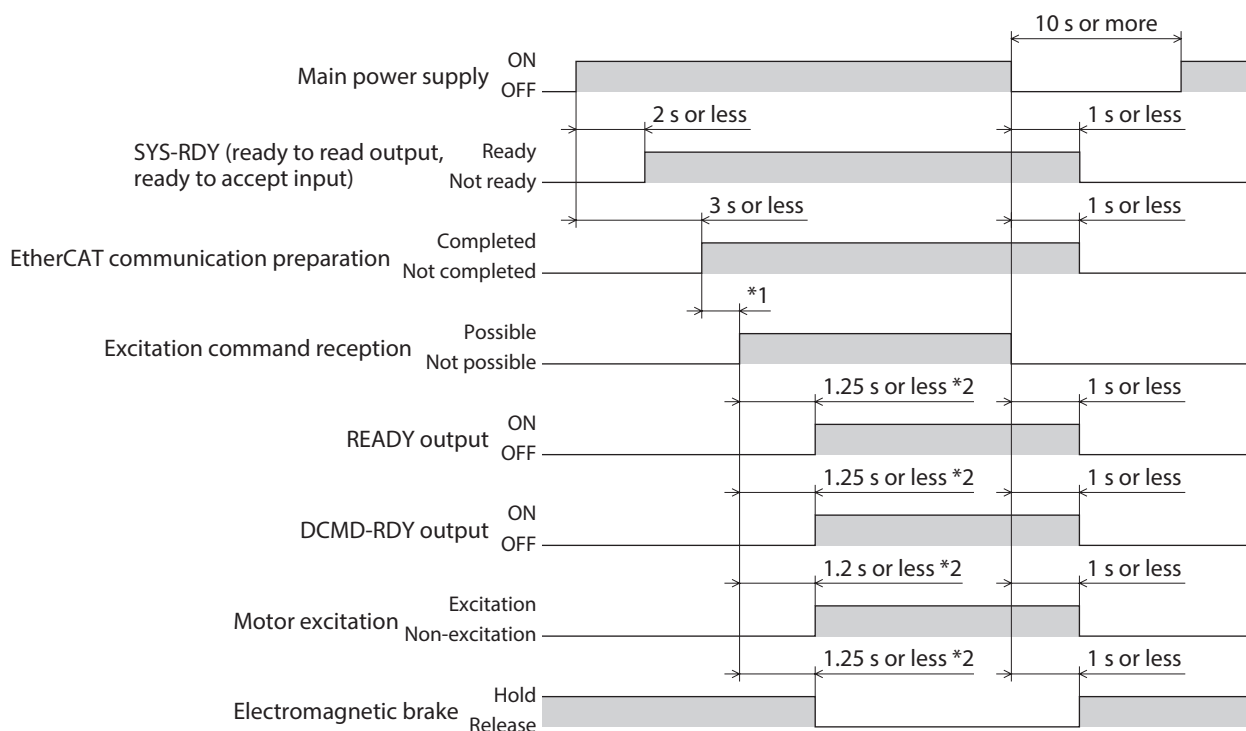 10 s or more
Main power supply
ON
OFF
2 s or less
1 s or less
SYS-RDY (ready to read output,
ready to accept input)
Ready
Not ready
3 s or less
1 s or less
EtherCAT communication preparation
Completed
Not completed
*1
Excitation command reception
Possible
Not possible
1.25 s or less *2
1 s or less
READY output
ON
OFF
1.25 s or less *2
1 s or less
DCMD-RDY output
ON
OFF
1.2 s or less *2
1 s or less
Motor excitation
Excitation
Non-excitation
1.25 s or less *2
1 s or less
Electromagnetic brake
Hold
Release